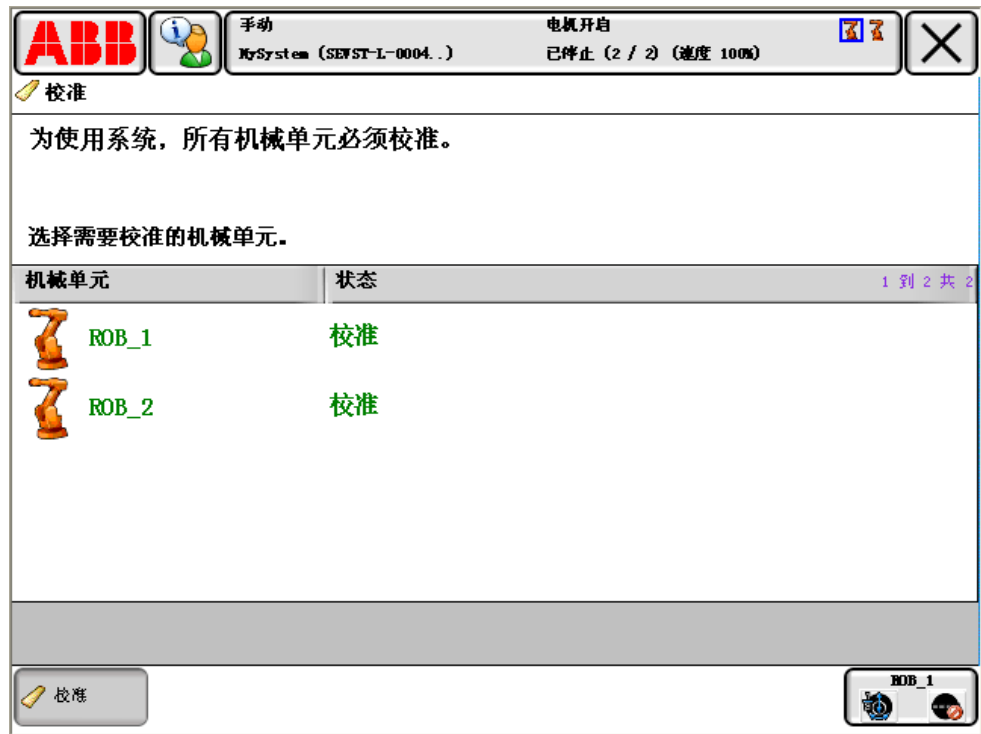 ABB
手动
电机开启
MySystem (SEVST-L-0004..)
已停止 (2 / 2) (速度 100%)
校准
为使用系统，所有机械单元必须校准。
选择需要校准的机械单元。
机械单元 状态 1 到 2 共 2
ROB_1 校准
ROB_2 校准
校准
ROB_1